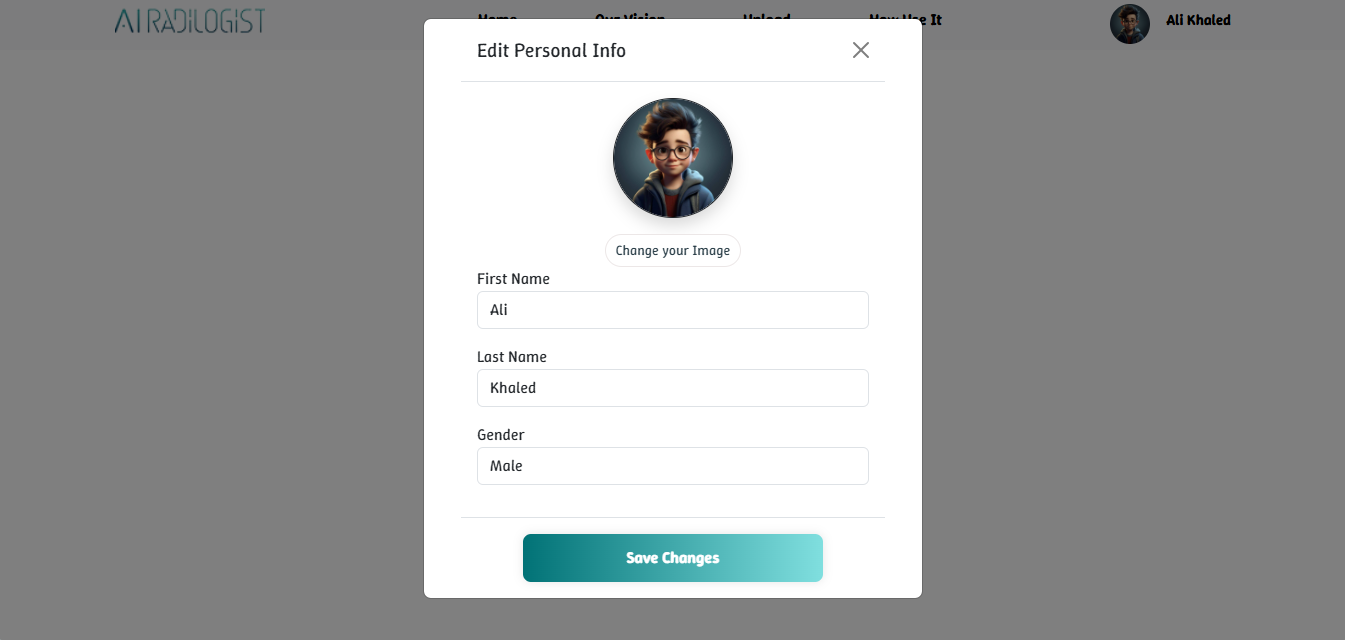 AI RADILOGIST
Home Our Vision Upload How Use It Ali Khaled
Edit Personal Info
Change your Image
First Name
Ali
Last Name
Khaled
Gender
Male
Save Changes